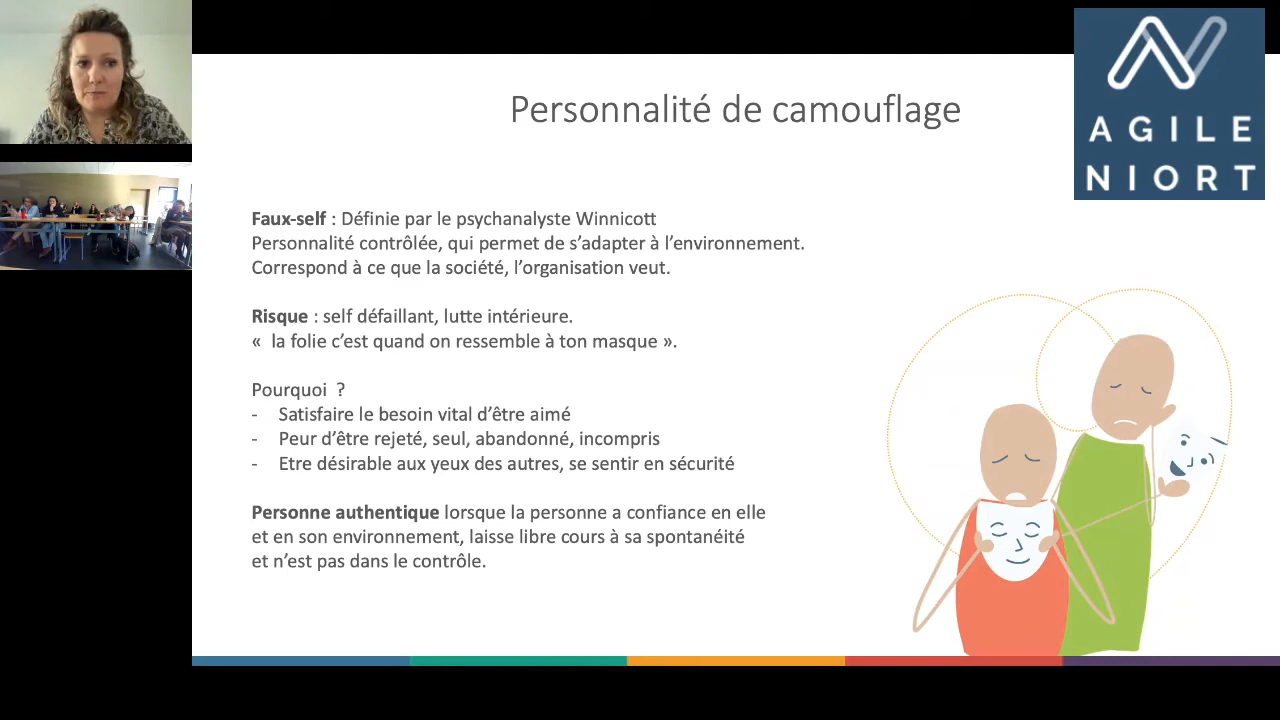 Personnalité de camouflage
AGILE
NIORT
Faux-self : Définie par le psychanalyste Winnicott
Personnalité contrôlée, qui permet de s’adapter à l’environnement.
Correspond à ce que la société, l’organisation veut.
Risque : self défaillant, lutte intérieure.
«  la folie c’est quand on ressemble à ton masque ».
Pourquoi  ?
- Satisfaire le besoin vital d’être aimé
- Peur d’être rejeté, seul, abandonné, incompris
- Etre désirable aux yeux des autres, se sentir en sécurité
Personne authentique lorsque la personne a confiance en elle
et en son environnement, laisse libre cours à sa spontanéité
et n’est pas dans le contrôle.